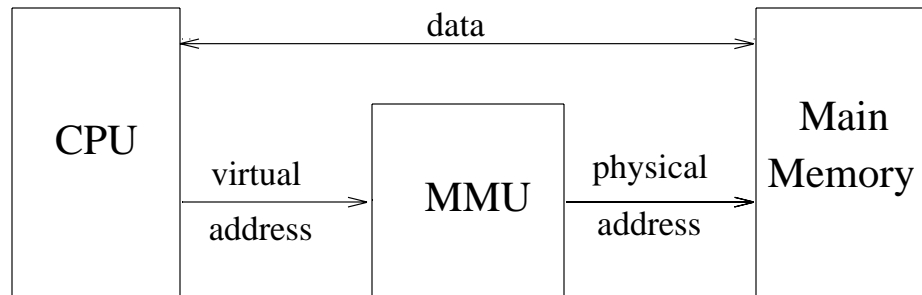 data
CPU
virtual
address
MMU
physical
address
Main
Memory